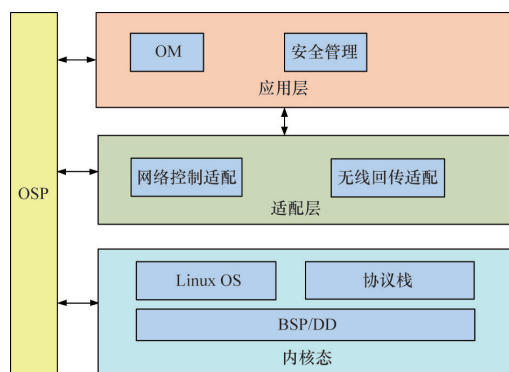 OSP
OM
安全管理
应用层
网络控制适配
无线回传适配
适配层
Linux OS
协议栈
BSP/DD
内核态